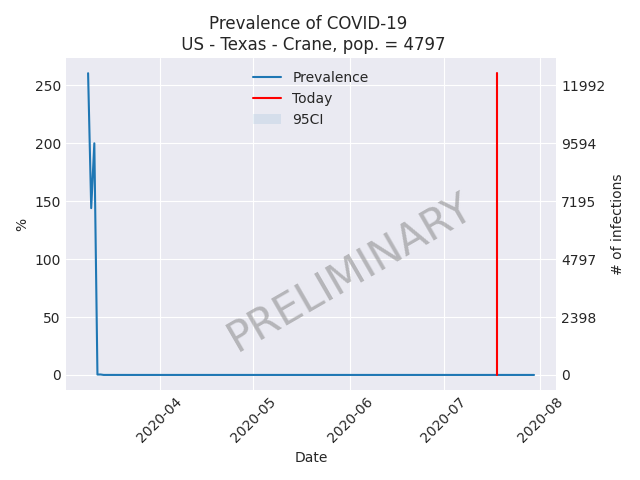 Prevalence of COVID-19
US - Texas - Crane, pop. = 4797
Prevalence
Today
95CI
250
200
150
100
50
0
%
11992
9594
7195
4797
2398
0
# of infections
PRELIMINARY
2020-04
2020-05
2020-06
2020-07
2020-08
Date